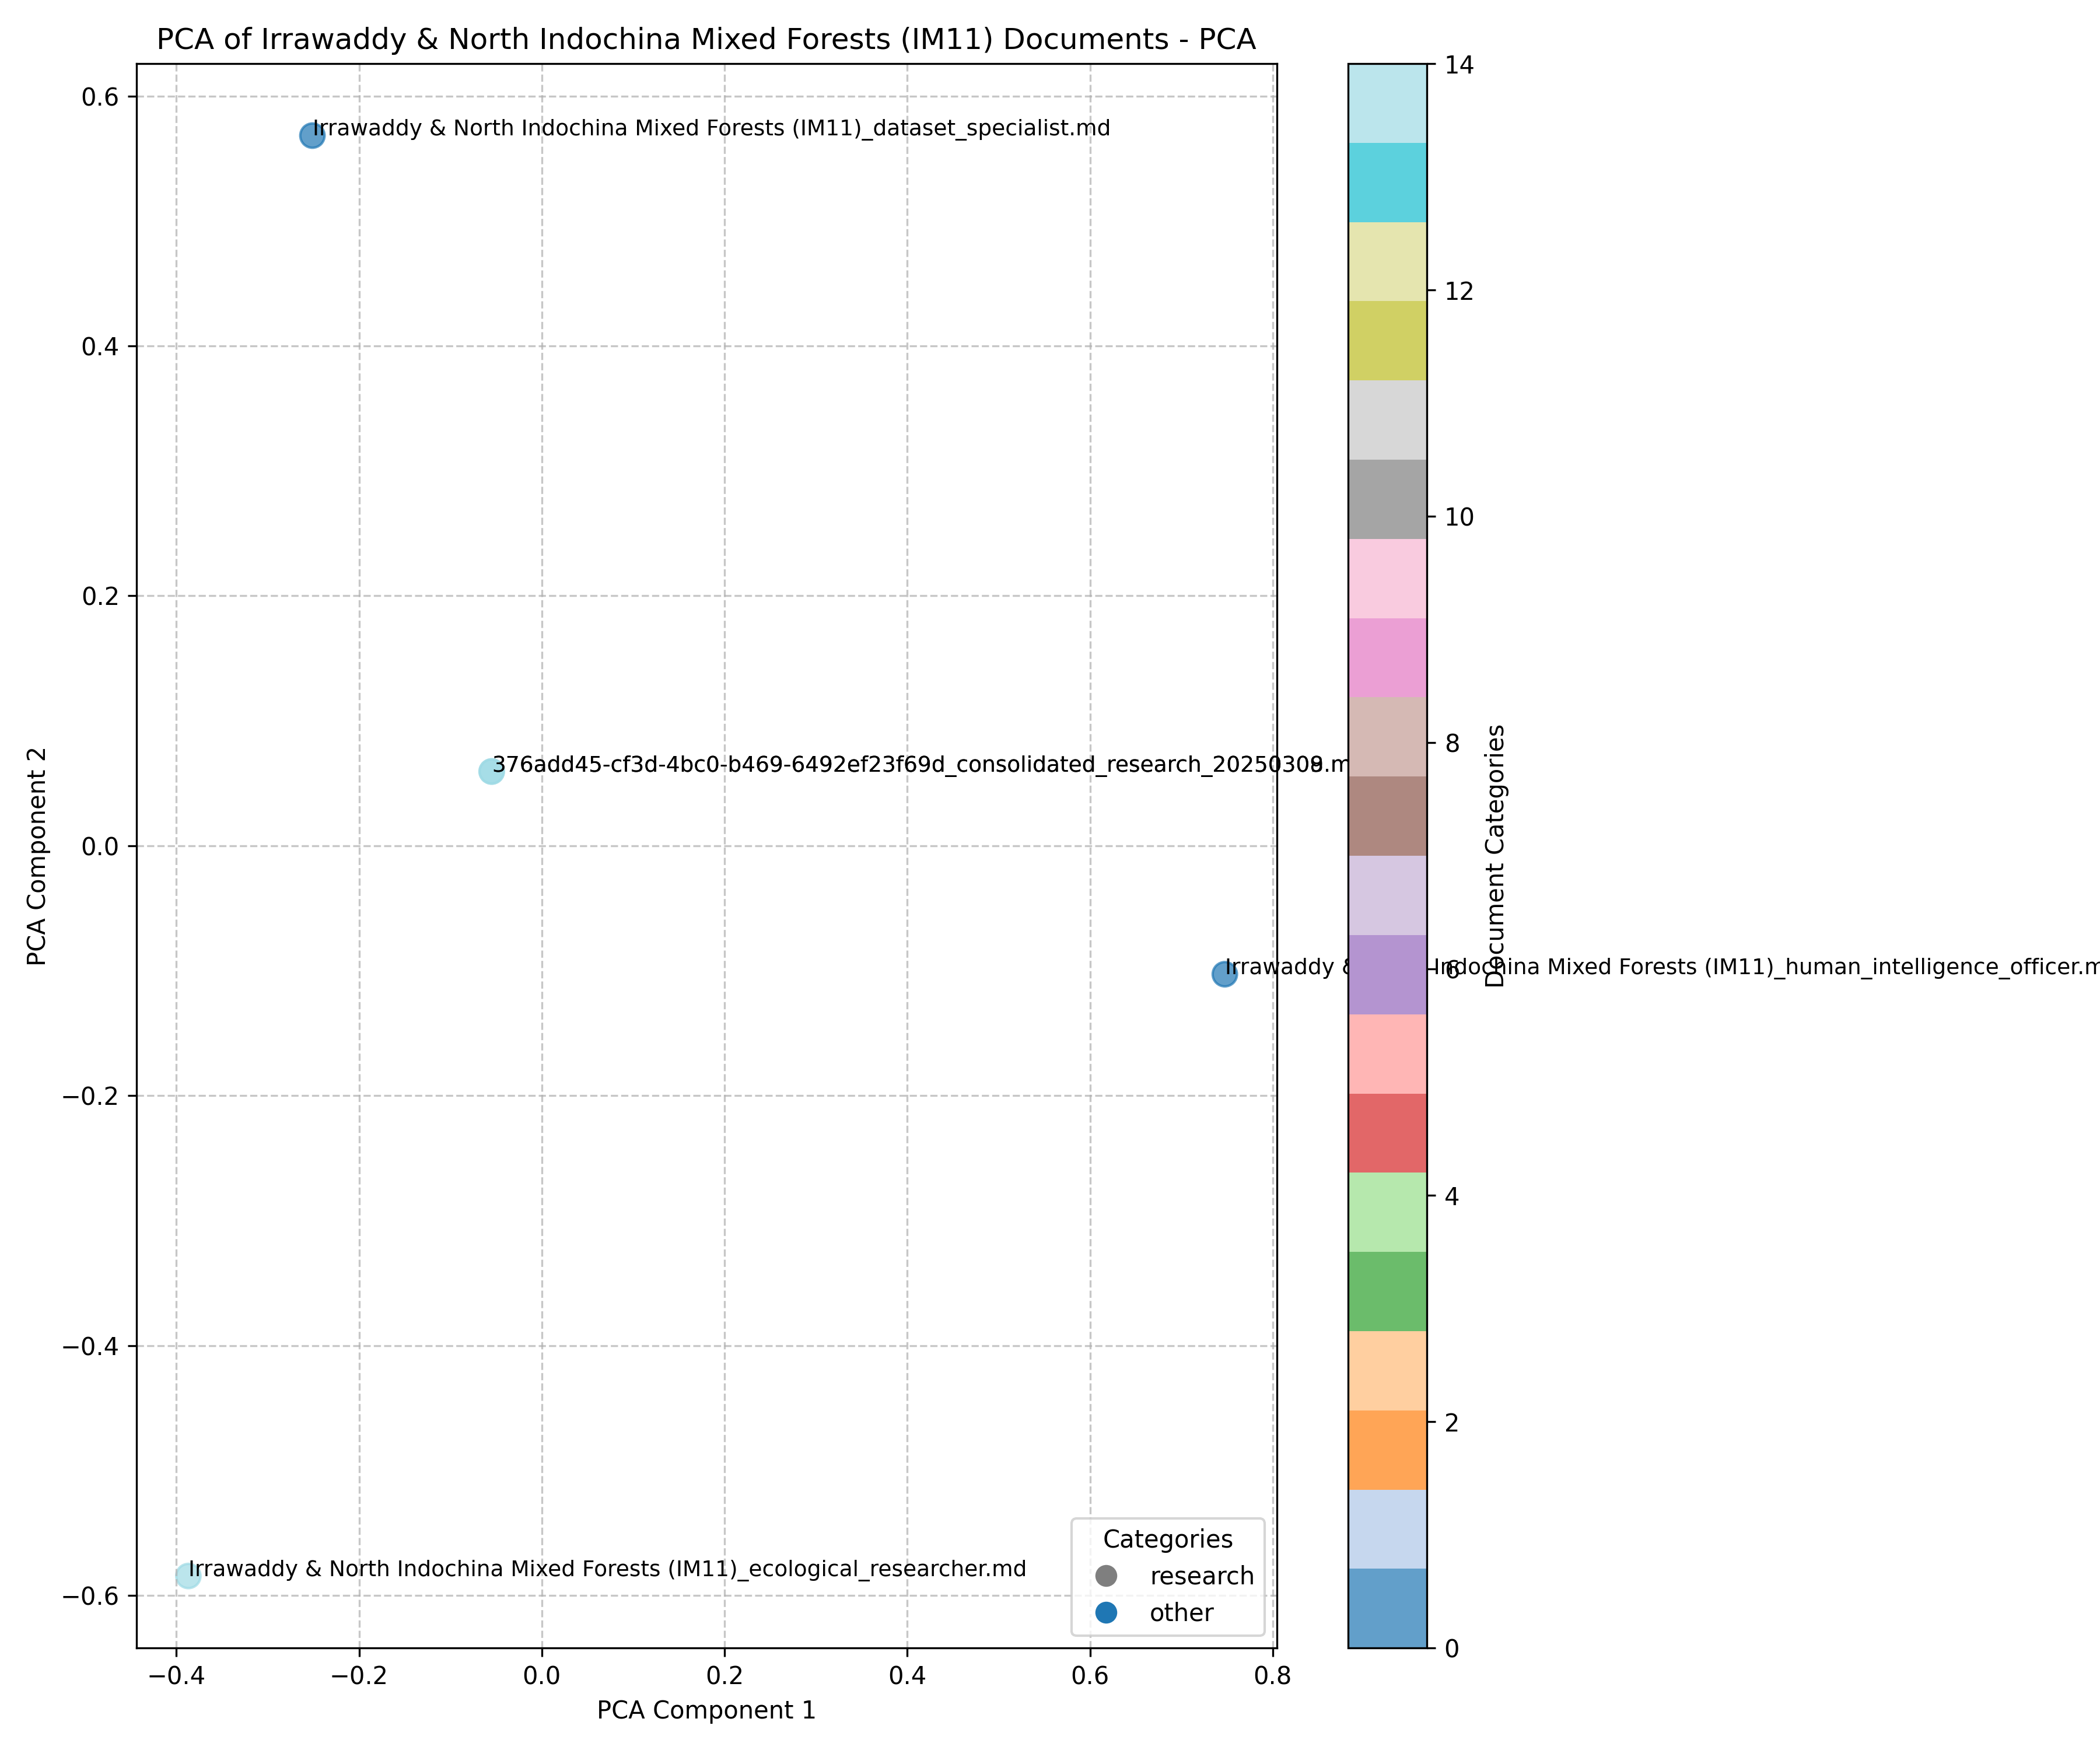 PCA of Irrawaddy & North Indochina Mixed Forests (IM11) Documents - PCA
PCA Component 2
0.6
0.4
0.2
0.0
−0.2
−0.4
−0.6
Irrawaddy & North Indochina Mixed Forests (IM11)_dataset_specialist.md
376add45-cf3d-4bc0-b469-6492ef23f69d_consolidated_research_
Irrawaddy & Indochina Mixed Forests (IM11)_human_intelligence_officer.m
Irrawaddy & North Indochina Mixed Forests (IM11)_ecological_researcher.md
Categories
research
other
−0.4
−0.2
0.0
0.2
0.4
0.6
0.8
PCA Component 1
14
12
10
8
6
4
2
0
Document Categories